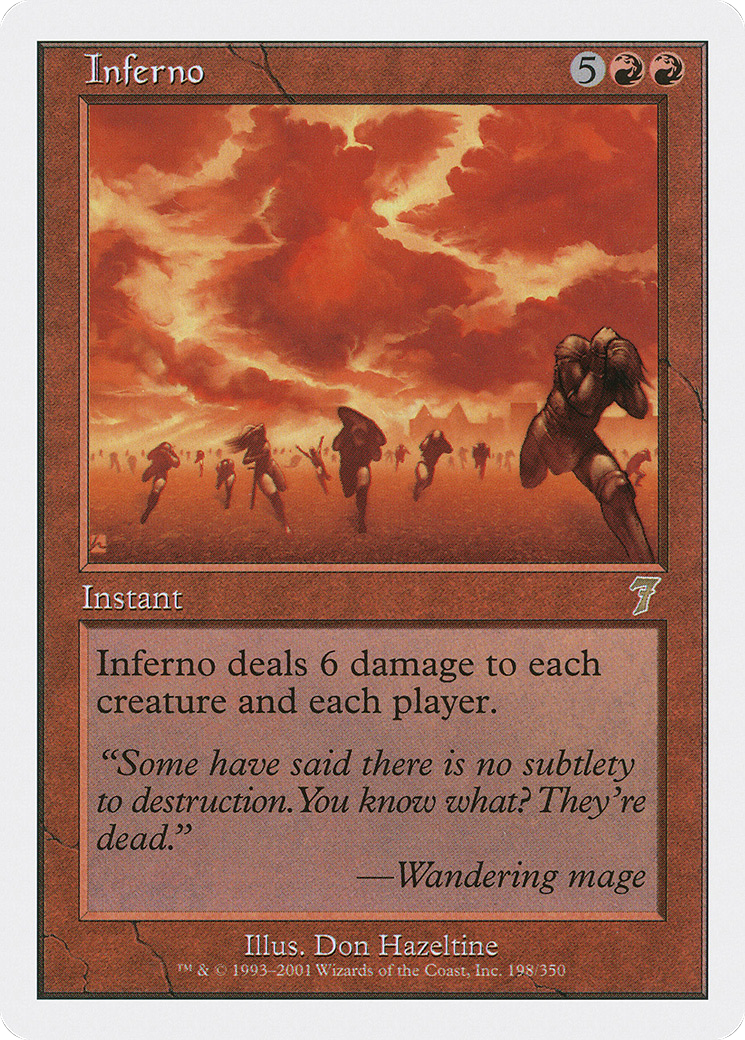 Inferno 5
Instant 7
Inferno deals 6 damage to each
creature and each player.
“Some have said there is no subtlety
to destruction. You know what? They’re
dead.”
—Wandering mage
Illus. Don Hazeltine
™ & © 1993–2001 Wizards of the Coast, Inc. 198/350